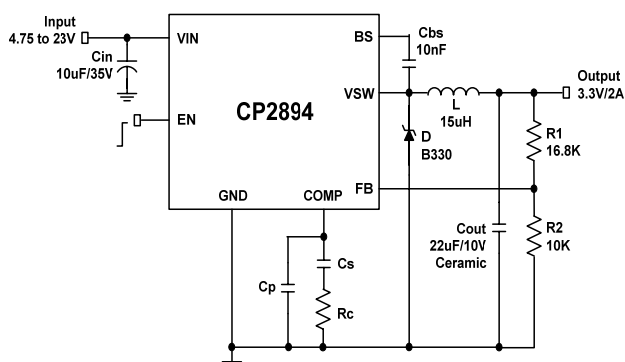 Input
4.75 to 23V
Cin
10uF/35V
VIN
BS
Cbs
10nF
VSW
L
15uH
Output
3.3V/2A
CP2894
EN
D
B330
R1
16.8K
FB
GND
COMP
R2
10K
Cout
22uF/10V
Ceramic
Cp
Cs
Rc